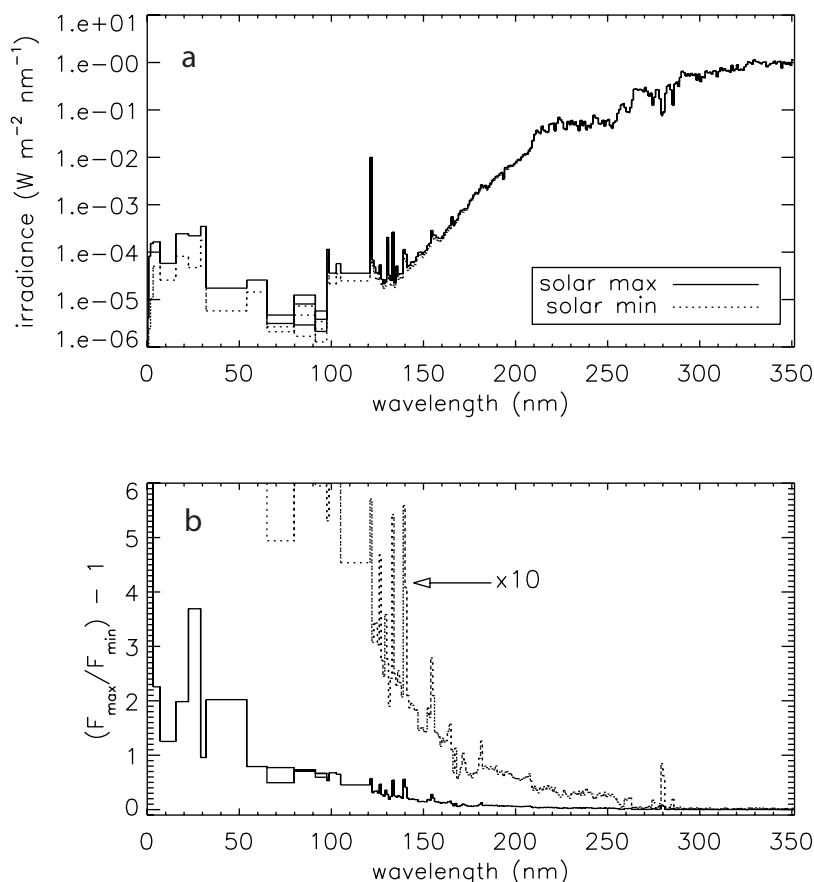 a
1.e+01
1.e−00
1.e−01
1.e−02
1.e−03
1.e−04
1.e−05
1.e−06
irradiance (W m⁻² nm⁻¹)
solar max
solar min
0 50 100 150 200 250 300 350
wavelength (nm)
b
6
5
4
3
2
1
0
(Fmax/Fmin) − 1
x10
0 50 100 150 200 250 300 350
wavelength (nm)